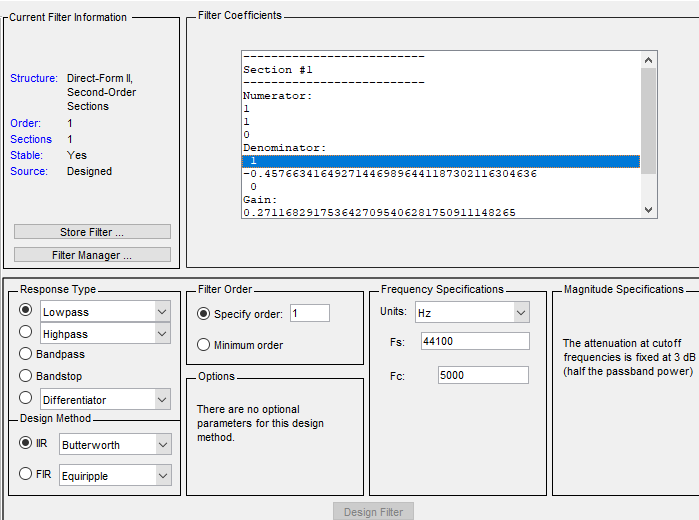 Current Filter Information
Structure: Direct-Form II,
Second-Order
Sections
Order: 1
Sections 1
Stable: Yes
Source: Designed
Store Filter ...
Filter Manager ...
Filter Coefficients
--------------------------
Section #1
--------------------------
Numerator:
1
1
0
Denominator:
1
-0.45766341649271446989644118730211630463​6
0
Gain:
0.27116829175364270954062817509111482​65
Response Type
Lowpass
Highpass
Bandpass
Bandstop
Differentiator
Design Method
IIR Butterworth
FIR Equiripple
Filter Order
Specify order: 1
Minimum order
Options
There are no optional
parameters for this design
method.
Frequency Specifications
Units: Hz
Fs: 44100
Fc: 5000
Magnitude Specifications
The attenuation at cutoff
frequencies is fixed at 3 dB
(half the passband power)
Design Filter